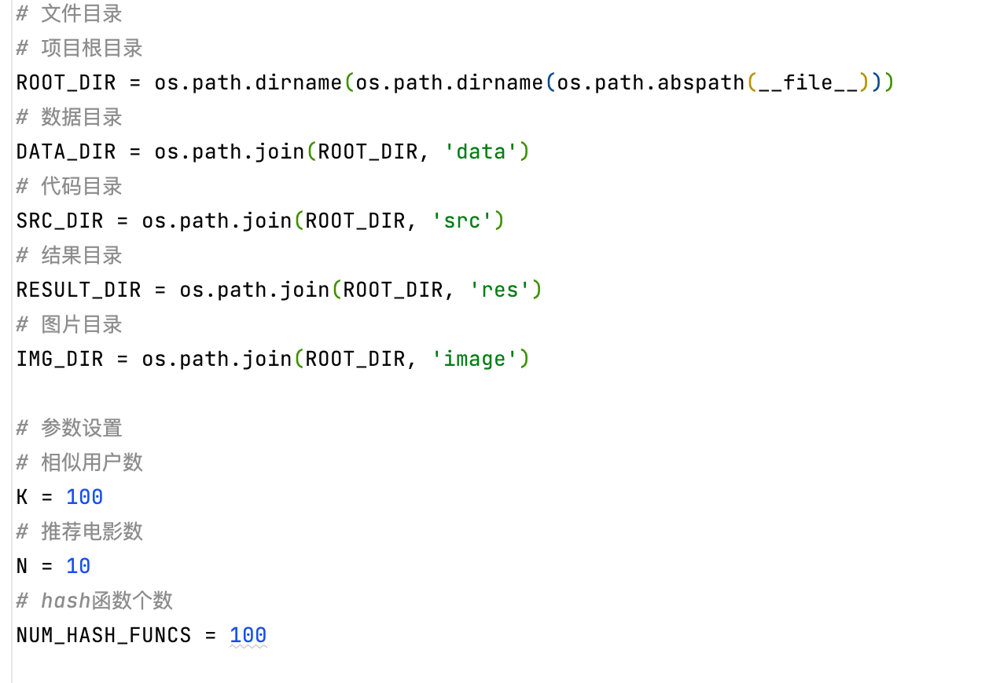 # 文件目录
# 项目根目录
ROOT_DIR = os.path.dirname(os.path.dirname(os.path.abspath(__file__)))
# 数据目录
DATA_DIR = os.path.join(ROOT_DIR, 'data')
# 代码目录
SRC_DIR = os.path.join(ROOT_DIR, 'src')
# 结果目录
RESULT_DIR = os.path.join(ROOT_DIR, 'res')
# 图片目录
IMG_DIR = os.path.join(ROOT_DIR, 'image')
# 参数设置
# 相似用户数
K = 100
# 推荐电影数
N = 10
# hash函数个数
NUM_HASH_FUNCS = 100